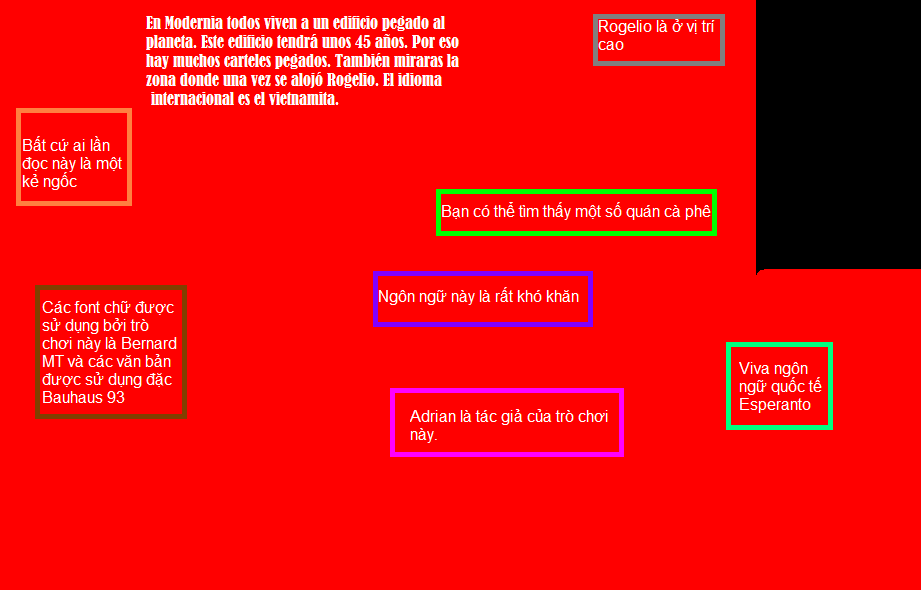 En Modernia todos viven a un edificio pegado al
planeta. Este edificio tendrá unos 45 años. Por eso
hay muchos carteles pegados. También miraras la
zona donde una vez se alojó Rogelio. El idioma
internacional es el vietnamita.
Rogelio là ở vị trí
cao
Bất cứ ai lần
đọc này là một
kẻ ngốc
Bạn có thể tìm thấy một số quán cà phê
Ngôn ngữ này là rất khó khăn
Các font chữ được
sử dụng bởi trò
chơi này là Bernard
MT và các văn bản
được sử dụng đặc
Bauhaus 93
Viva ngôn
ngữ quốc tế
Esperanto
Adrian là tác giả của trò chơi
này.